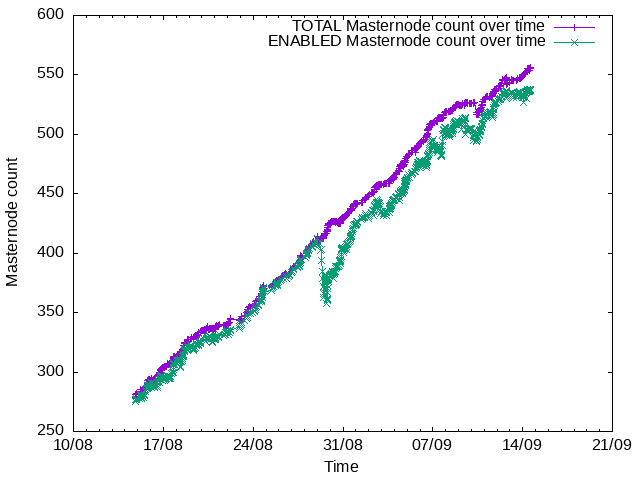 TOTAL Masternode count over time
ENABLED Masternode count over time
600
550
500
450
400
350
300
250
Masternode count
10/08 17/08 24/08 31/08 07/09 14/09 21/09
Time